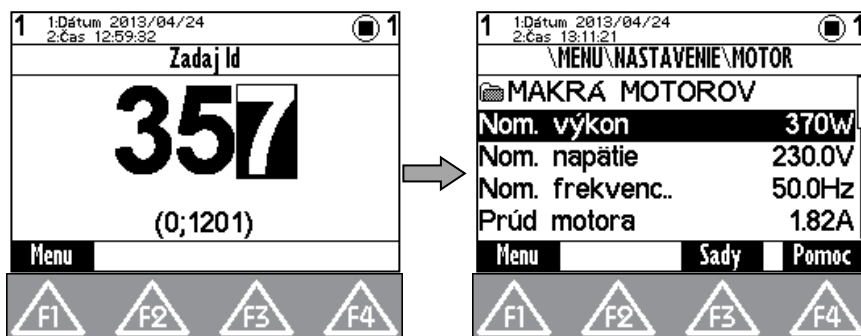 1 1:Dátum 2013/04/24 1
2:Čas 12:59:32
Zadaj Id
357
(0;1201)
Menu
F1 F2 F3 F4
1 1:Dátum 2013/04/24 1
2:Čas 13:11:21
\MENU\NASTAVENIE\MOTOR
MAKRÁ MOTOROV
Nom. výkon 370W
Nom. napätie 230.0V
Nom. frekvenc.. 50.0Hz
Prúd motora 1.82A
Menu Sady Pomoc
F1 F2 F3 F4